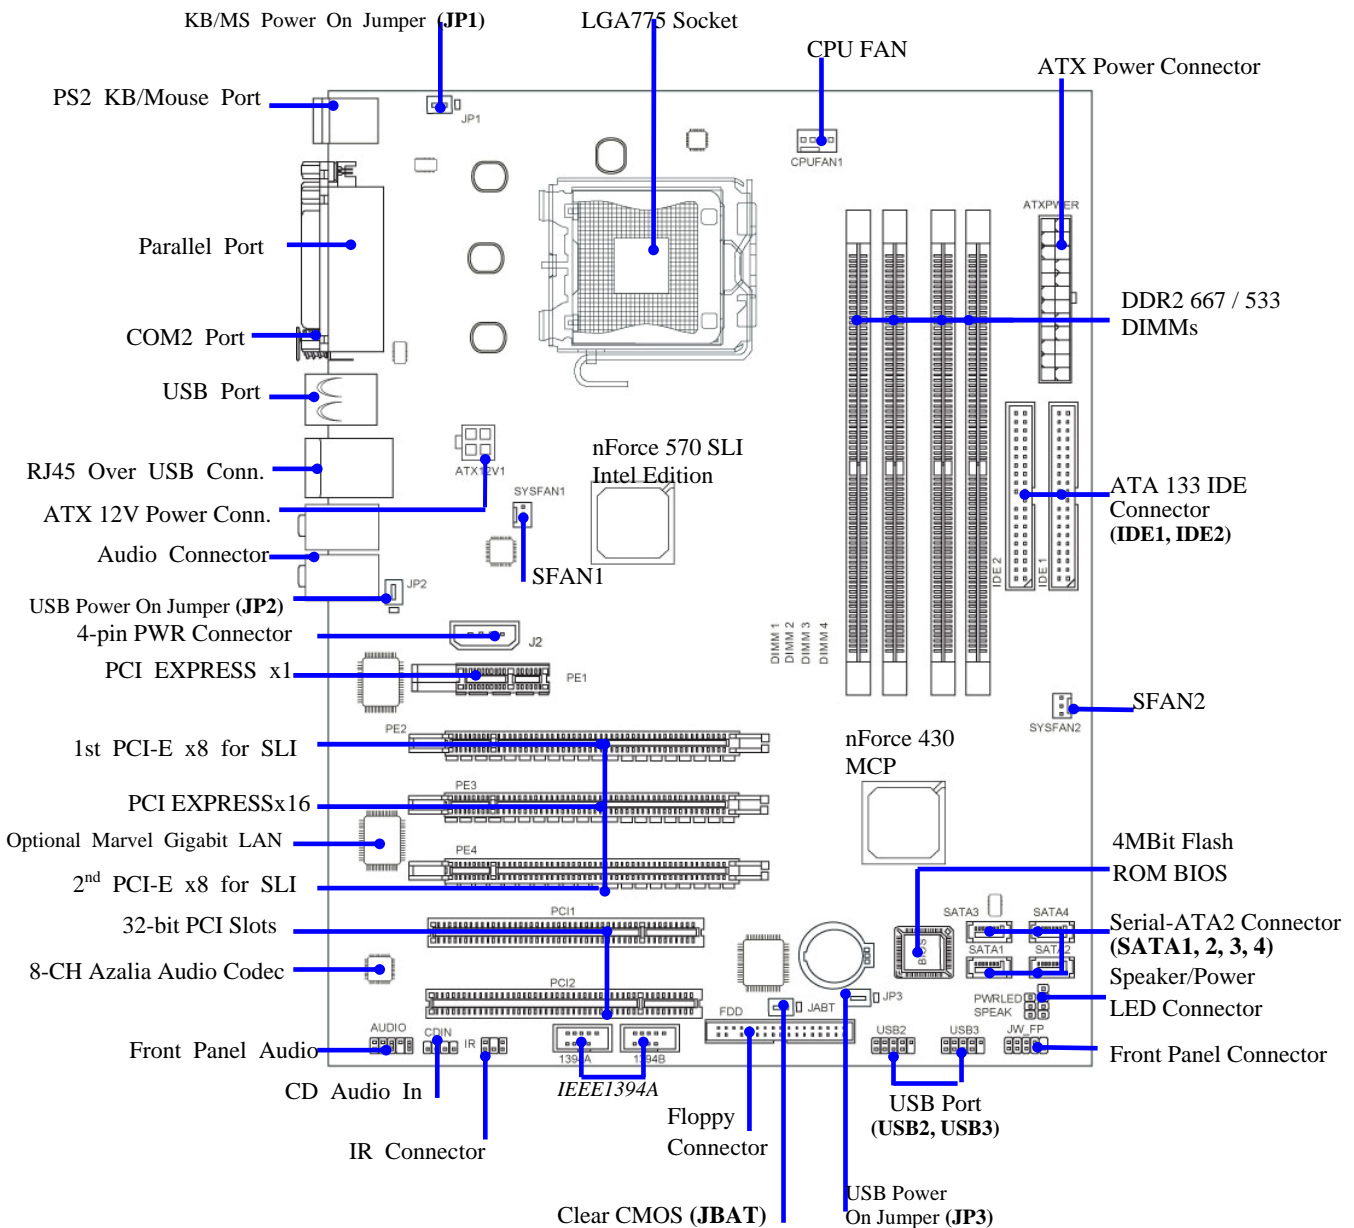 KB/MS Power On Jumper (JP1)
LGA775 Socket
CPU FAN
ATX Power Connector
PS2 KB/Mouse Port
JP1
CPUFAN1
ATXPWER
Parallel Port
DDR2 667 / 533
DIMMs
COM2 Port
USB Port
nForce 570 SLI
Intel Edition
RJ45 Over USB Conn.
ATX12V1
SYSFAN1
ATA 133 IDE
Connector
(IDE1, IDE2)
ATX 12V Power Conn.
Audio Connector
SFAN1
IDE 2
IDE 1
JP2
USB Power On Jumper (JP2)
4-pin PWR Connector
J2
DIMM 1
DIMM 2
DIMM 3
DIMM 4
PCI EXPRESS x1
PE1
SFAN2
SYSFAN2
PE2
1st PCI-E x8 for SLI
nForce 430
MCP
PE3
PCI EXPRESSx16
Optional Marvel Gigabit LAN
4MBit Flash
ROM BIOS
PE4
2nd PCI-E x8 for SLI
PCI1
32-bit PCI Slots
SATA3
SATA4
Serial-ATA2 Connector
(SATA1, 2, 3, 4)
SATA1
SATA2
BIOS
8-CH Azalia Audio Codec
PCI2
Speaker/Power
LED Connector
JP3
PWRLED
SPEAK
FDD
JABT
AUDIO
CDIN
IR
USB2
USB3
JW_FP
Front Panel Audio
1394A
1394B
Front Panel Connector
CD Audio In
IEEE1394A
USB Port
(USB2, USB3)
Floppy
Connector
IR Connector
USB Power
On Jumper (JP3)
Clear CMOS (JBAT)